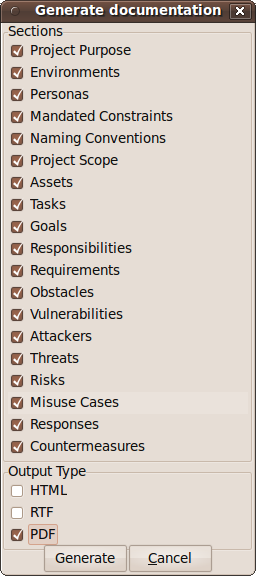 Generate documentation
Sections
Project Purpose
Environments
Personas
Mandated Constraints
Naming Conventions
Project Scope
Assets
Tasks
Goals
Responsibilities
Requirements
Obstacles
Vulnerabilities
Attackers
Threats
Risks
Misuse Cases
Responses
Countermeasures
Output Type
HTML
RTF
PDF
Generate Cancel